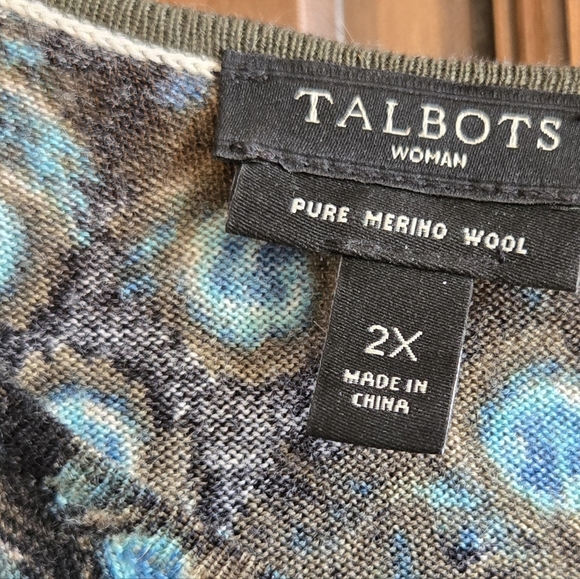 TALBOTS
WOMAN
PURE MERINO WOOL
2X
MADE IN
CHINA